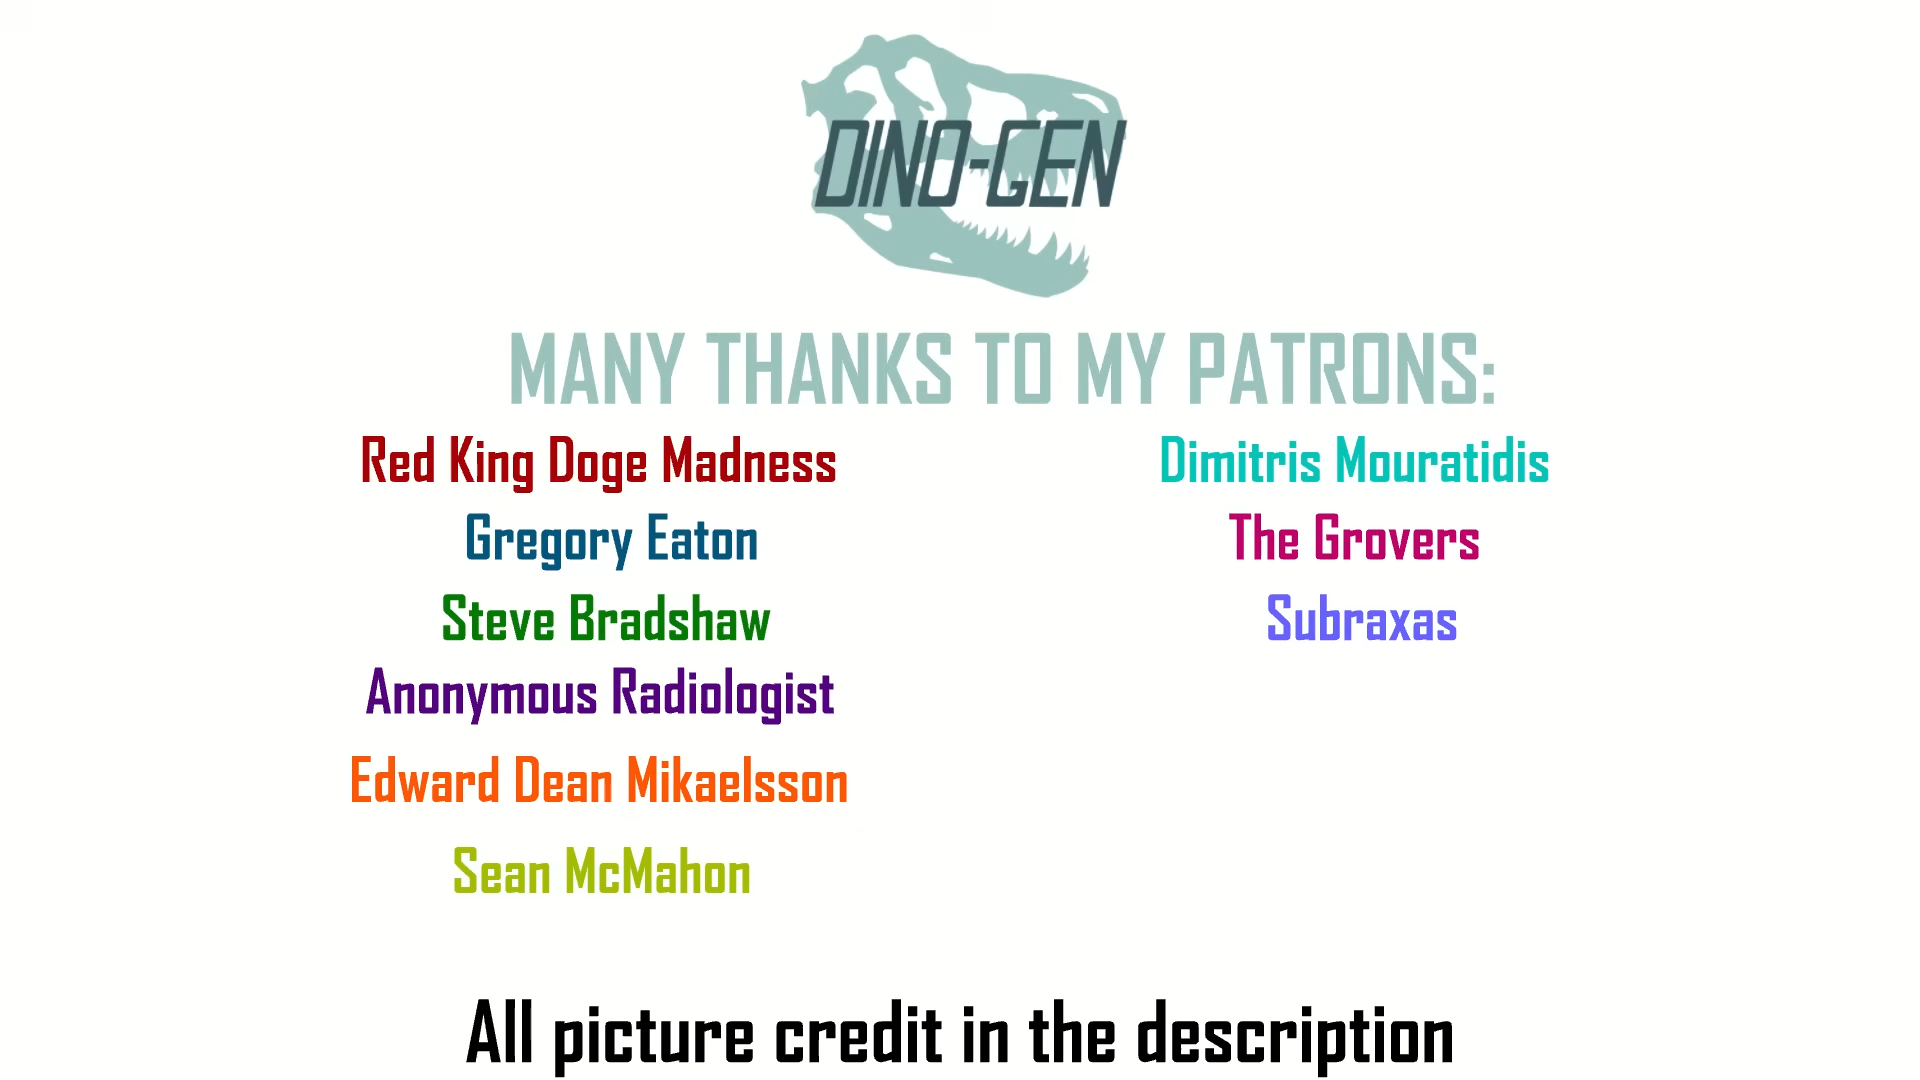 DINO-GEN
MANY THANKS TO MY PATRONS:
Red King Doge Madness
Gregory Eaton
Steve Bradshaw
Anonymous Radiologist
Edward Dean Mikaelsson
Sean McMahon
Dimitris Mouratidis
The Grovers
Subraxas
All picture credit in the description